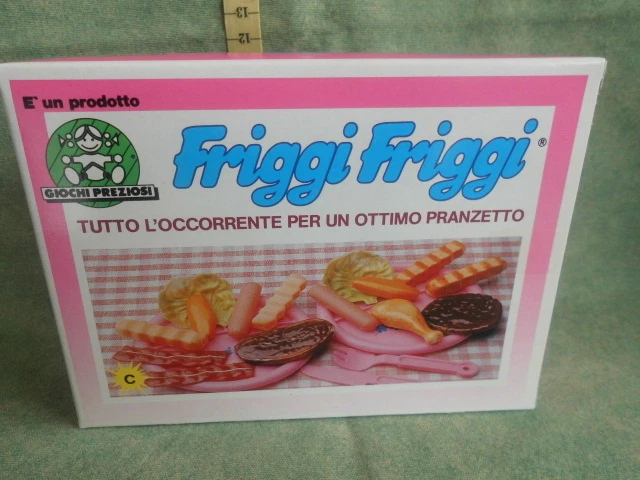 13
12
E' un prodotto
GIOCHI PREZIOSI
Friggi Friggi®
TUTTO L'OCCORRENTE PER UN OTTIMO PRANZETTO
C